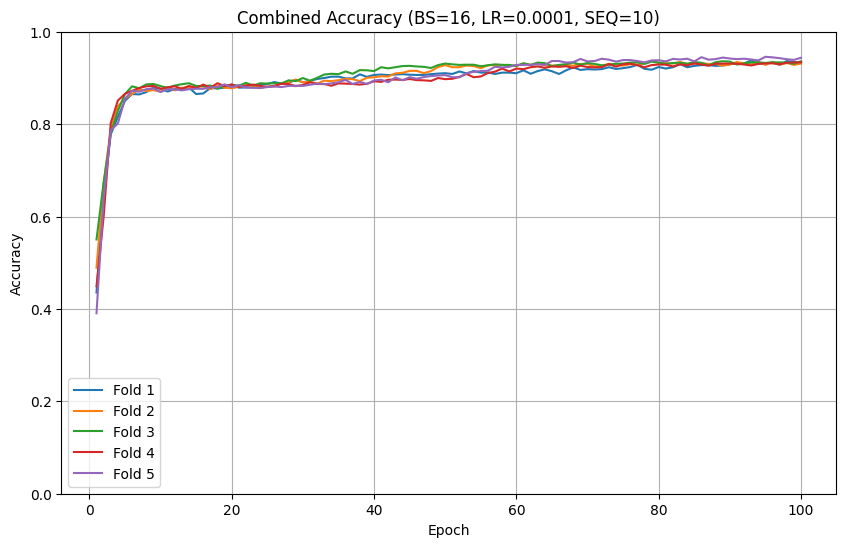 Combined Accuracy (BS=16, LR=0.0001, SEQ=10)
1.0
0.8
0.6
0.4
0.2
0.0
Accuracy
Fold 1
Fold 2
Fold 3
Fold 4
Fold 5
0 20 40 60 80 100
Epoch